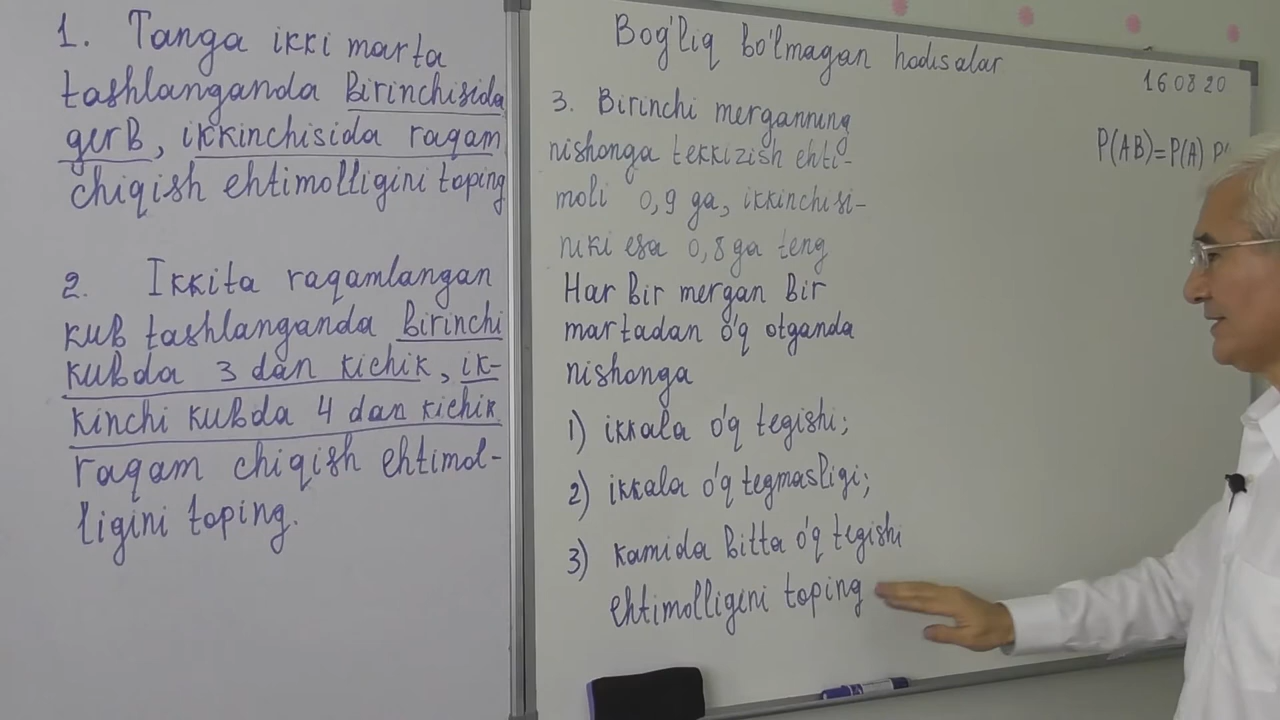 1. Tanga ikki marta
tashlanganda birinchisida
gerb, ikkinchisida raqam
chiqish ehtimolligini toping
2. Ikkita raqamlangan
kub tashlanganda birinchi
kubda 3 dan kichik, ik-
kinchi kubda 4 dan kichik
raqam chiqish ehtimol-
ligini toping.
Bog'liq bo'lmagan hodisalar
16.08 20
3. Birinchi merganning
nishonga tekkizish ehti-
moli 0,9 ga, ikkinchisi-
niki esa 0,8 ga teng
Har bir mergan bir
martadan o'q otganda
nishonga
1) ikkala o'q tegishi;
2) ikkala o'q tegmasligi;
3) kamida bitta o'q tegishi
ehtimolligini toping
P(AB)=P(A) P